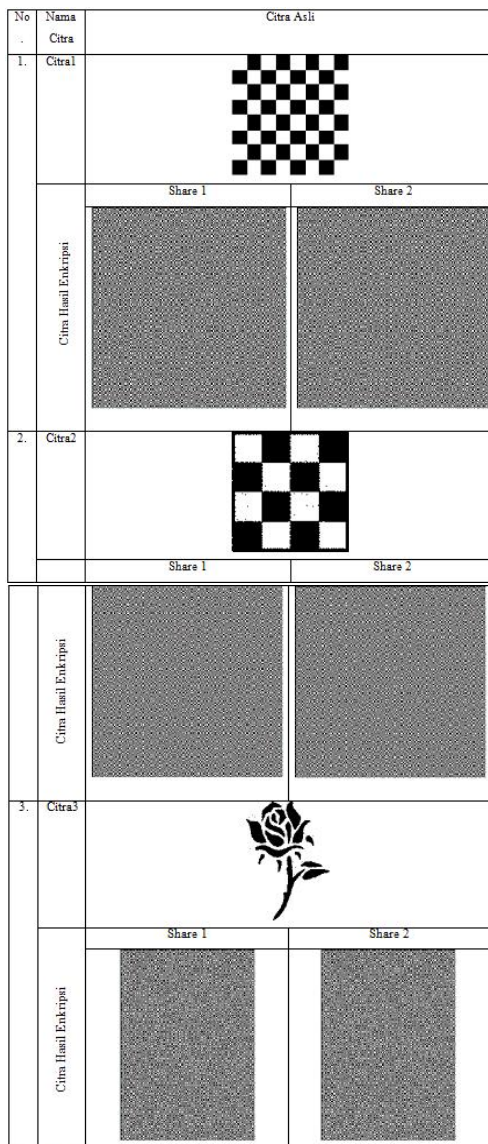 No Nama Citra Asli
. Citra
1. Citra1
Share 1 Share 2
Citra Hasil Enkripsi
2. Citra2
Share 1 Share 2
Citra Hasil Enkripsi
3. Citra3
Share 1 Share 2
Citra Hasil Enkripsi